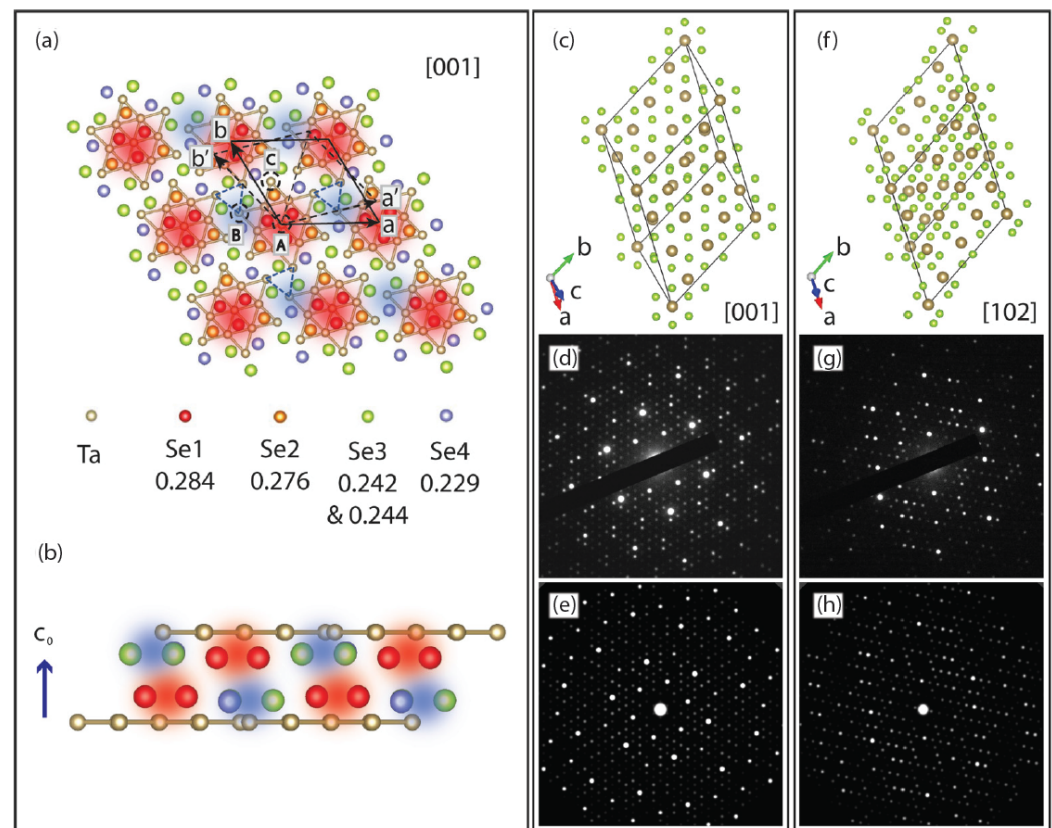 (a)
[001]
b
b'
c
a'
a
B
A
Ta
Se1
0.284
Se2
0.276
Se3
0.242
& 0.244
Se4
0.229
(b)
c₀
(c)
b
c
a
[001]
(d)
(e)
(f)
b
c
a
[102]
(g)
(h)